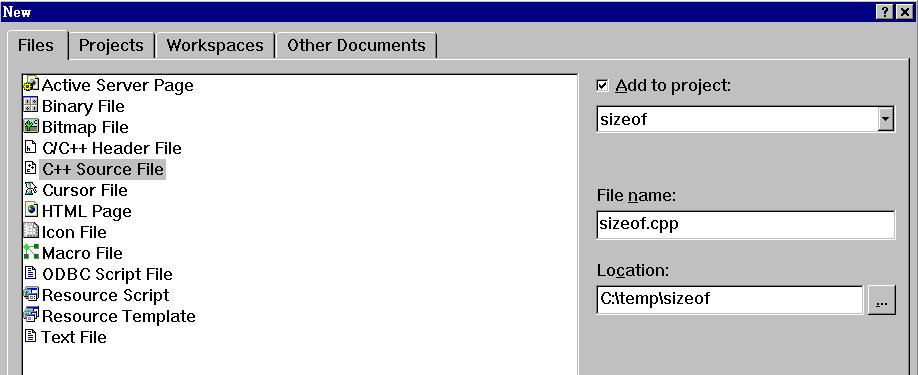 New
Files Projects Workspaces Other Documents
Active Server Page
Binary File
Bitmap File
C/C++ Header File
C++ Source File
Cursor File
HTML Page
Icon File
Macro File
ODBC Script File
Resource Script
Resource Template
Text File
Add to project:
sizeof
File name:
sizeof.cpp
Location:
C:\temp\sizeof
...